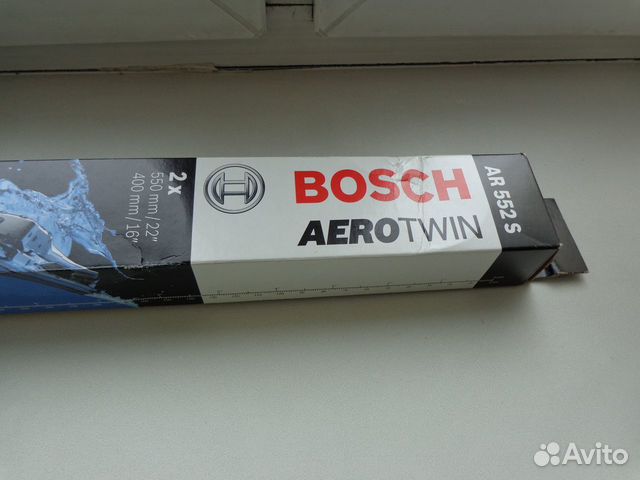 2 x
550 mm/22"
400 mm/16"
BOSCH
AEROTWIN
AR 552 S
Avito